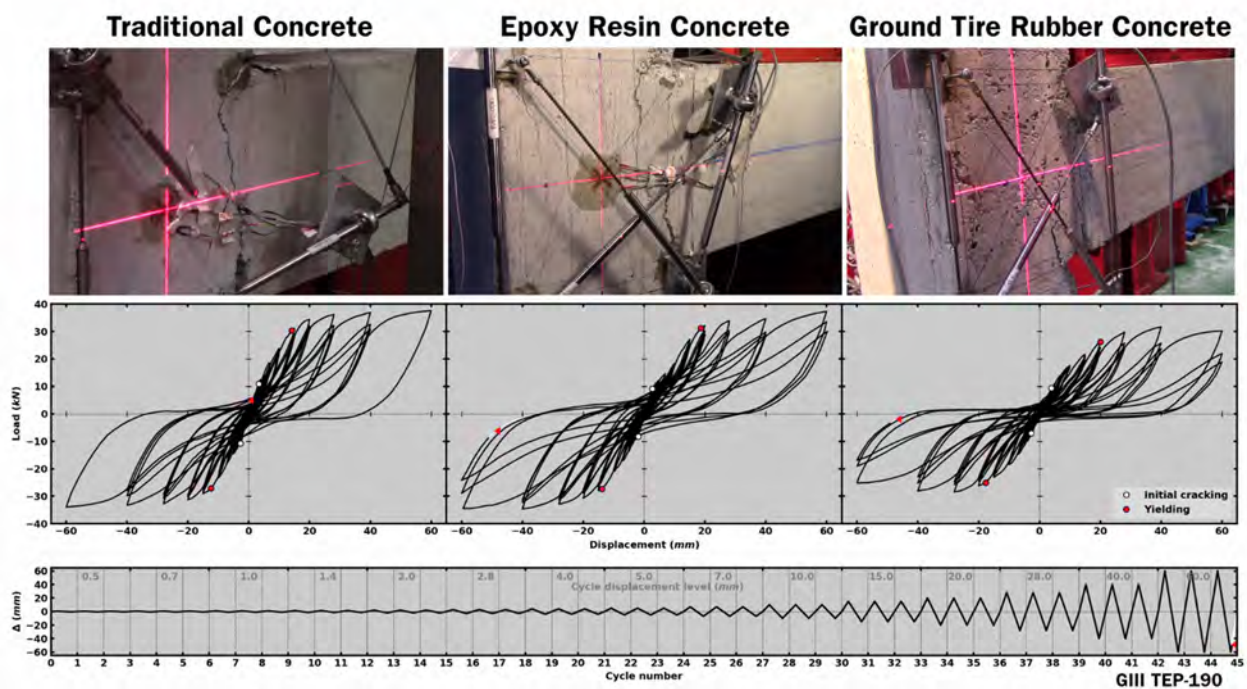 Traditional Concrete
Epoxy Resin Concrete
Ground Tire Rubber Concrete
40
30
20
10
0
−10
−20
−30
−40
Load (kN)
−60 −40 −20 0 20 40 60
−60 −40 −20 0 20 40 60
−60 −40 −20 0 20 40 60
Displacement (mm)
Initial cracking
Yielding
0.5 0.7 1.0 1.4 2.0 2.8 4.0 5.0 7.0 10.0 15.0 20.0 28.0 40.0 60.0
Cycle displacement level (mm)
60
40
20
0
−20
−40
−60
Δ (mm)
0 1 2 3 4 5 6 7 8 9 10 11 12 13 14 15 16 17 18 19 20 21 22 23 24 25 26 27 28 29 30 31 32 33 34 35 36 37 38 39 40 41 42 43 44 45
Cycle number
GIII TEP-190